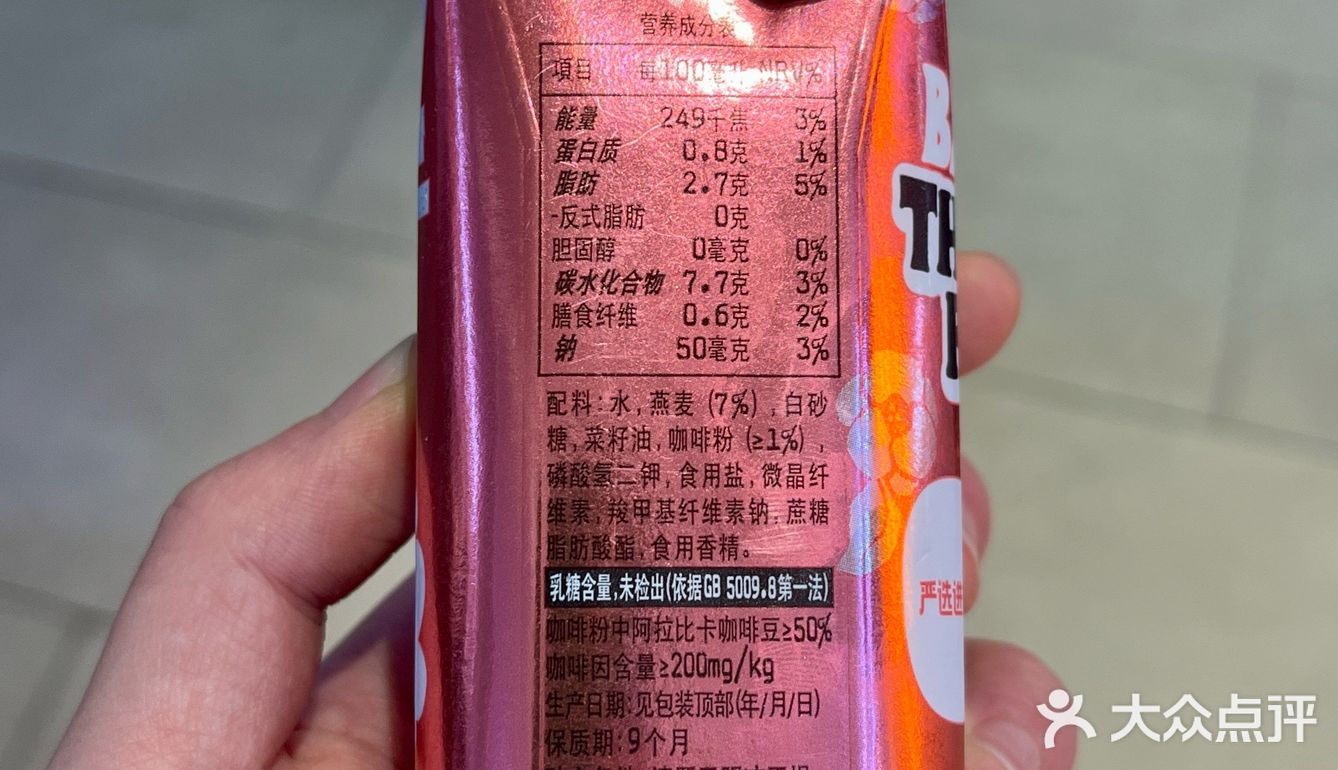 营养成分表
項目 每100毫升 NRV%
能量 249千焦 3%
蛋白质 0.8克 1%
脂肪 2.7克 5%
-反式脂肪 0克
胆固醇 0毫克 0%
碳水化合物 7.7克 3%
膳食纤维 0.6克 2%
钠 50毫克 3%
配料:水,燕麦(7%),白砂
糖,菜籽油,咖啡粉(≥1%),
磷酸氢二钾,食用盐,微晶纤
维素,羧甲基纤维素钠,蔗糖
脂肪酸酯,食用香精。
乳糖含量,未检出(依据GB 5009.8第一法)
咖啡粉中阿拉比卡咖啡豆≥50%
咖啡因含量≥200mg/kg
生产日期:见包装顶部(年/月/日)
保质期:9个月
TH
严选进
大众点评